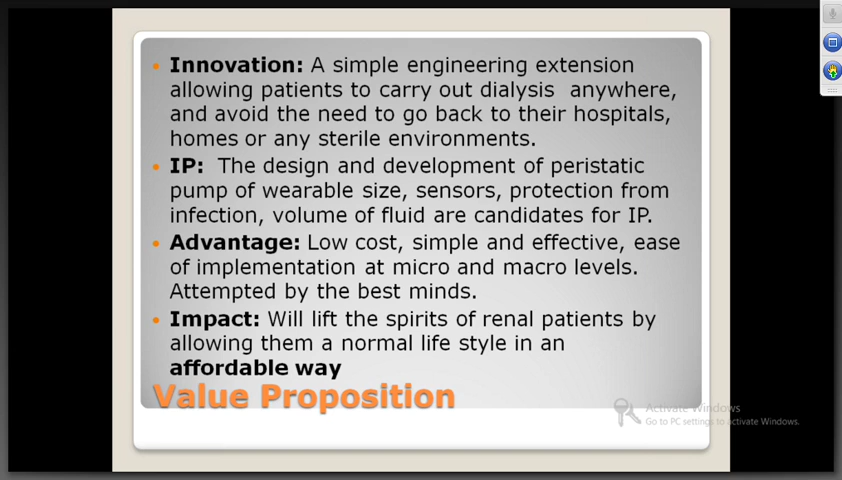 Innovation: A simple engineering extension
allowing patients to carry out dialysis anywhere,
and avoid the need to go back to their hospitals,
homes or any sterile environments.
IP: The design and development of peristatic
pump of wearable size, sensors, protection from
infection, volume of fluid are candidates for IP.
Advantage: Low cost, simple and effective, ease
of implementation at micro and macro levels.
Attempted by the best minds.
Impact: Will lift the spirits of renal patients by
allowing them a normal life style in an
affordable way
Value Proposition
Activate Windows
Go to PC settings to activate Windows.